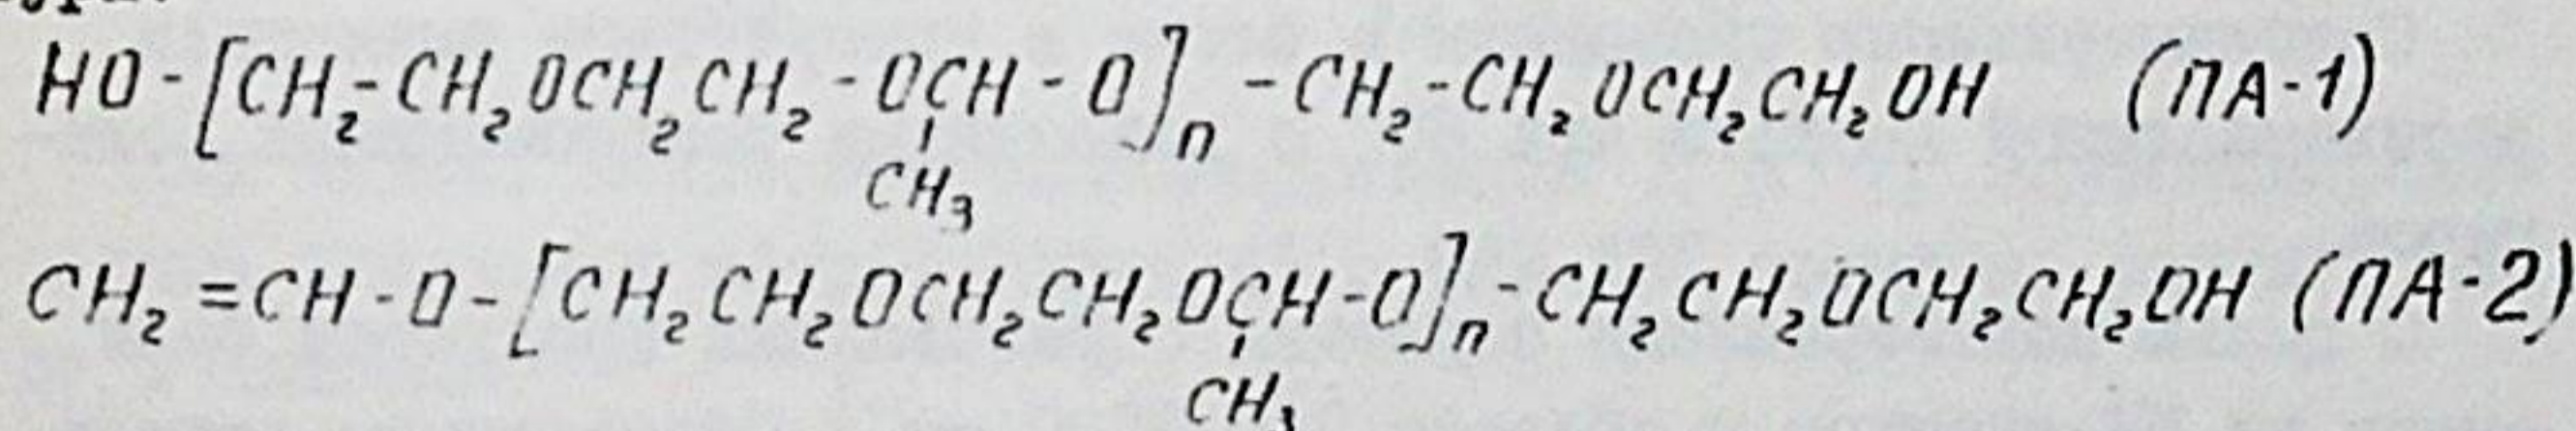 HO-[CH₂-CH₂OCH₂CH₂-OCH-O]ₙ-CH₂-CH₂OCH₂CH₂OH (ПА-1)
CH₃
CH₂=CH-O-[CH₂CH₂OCH₂CH₂OCH-O]ₙ-CH₂CH₂OCH₂CH₂OH (ПА-2)
CH₃